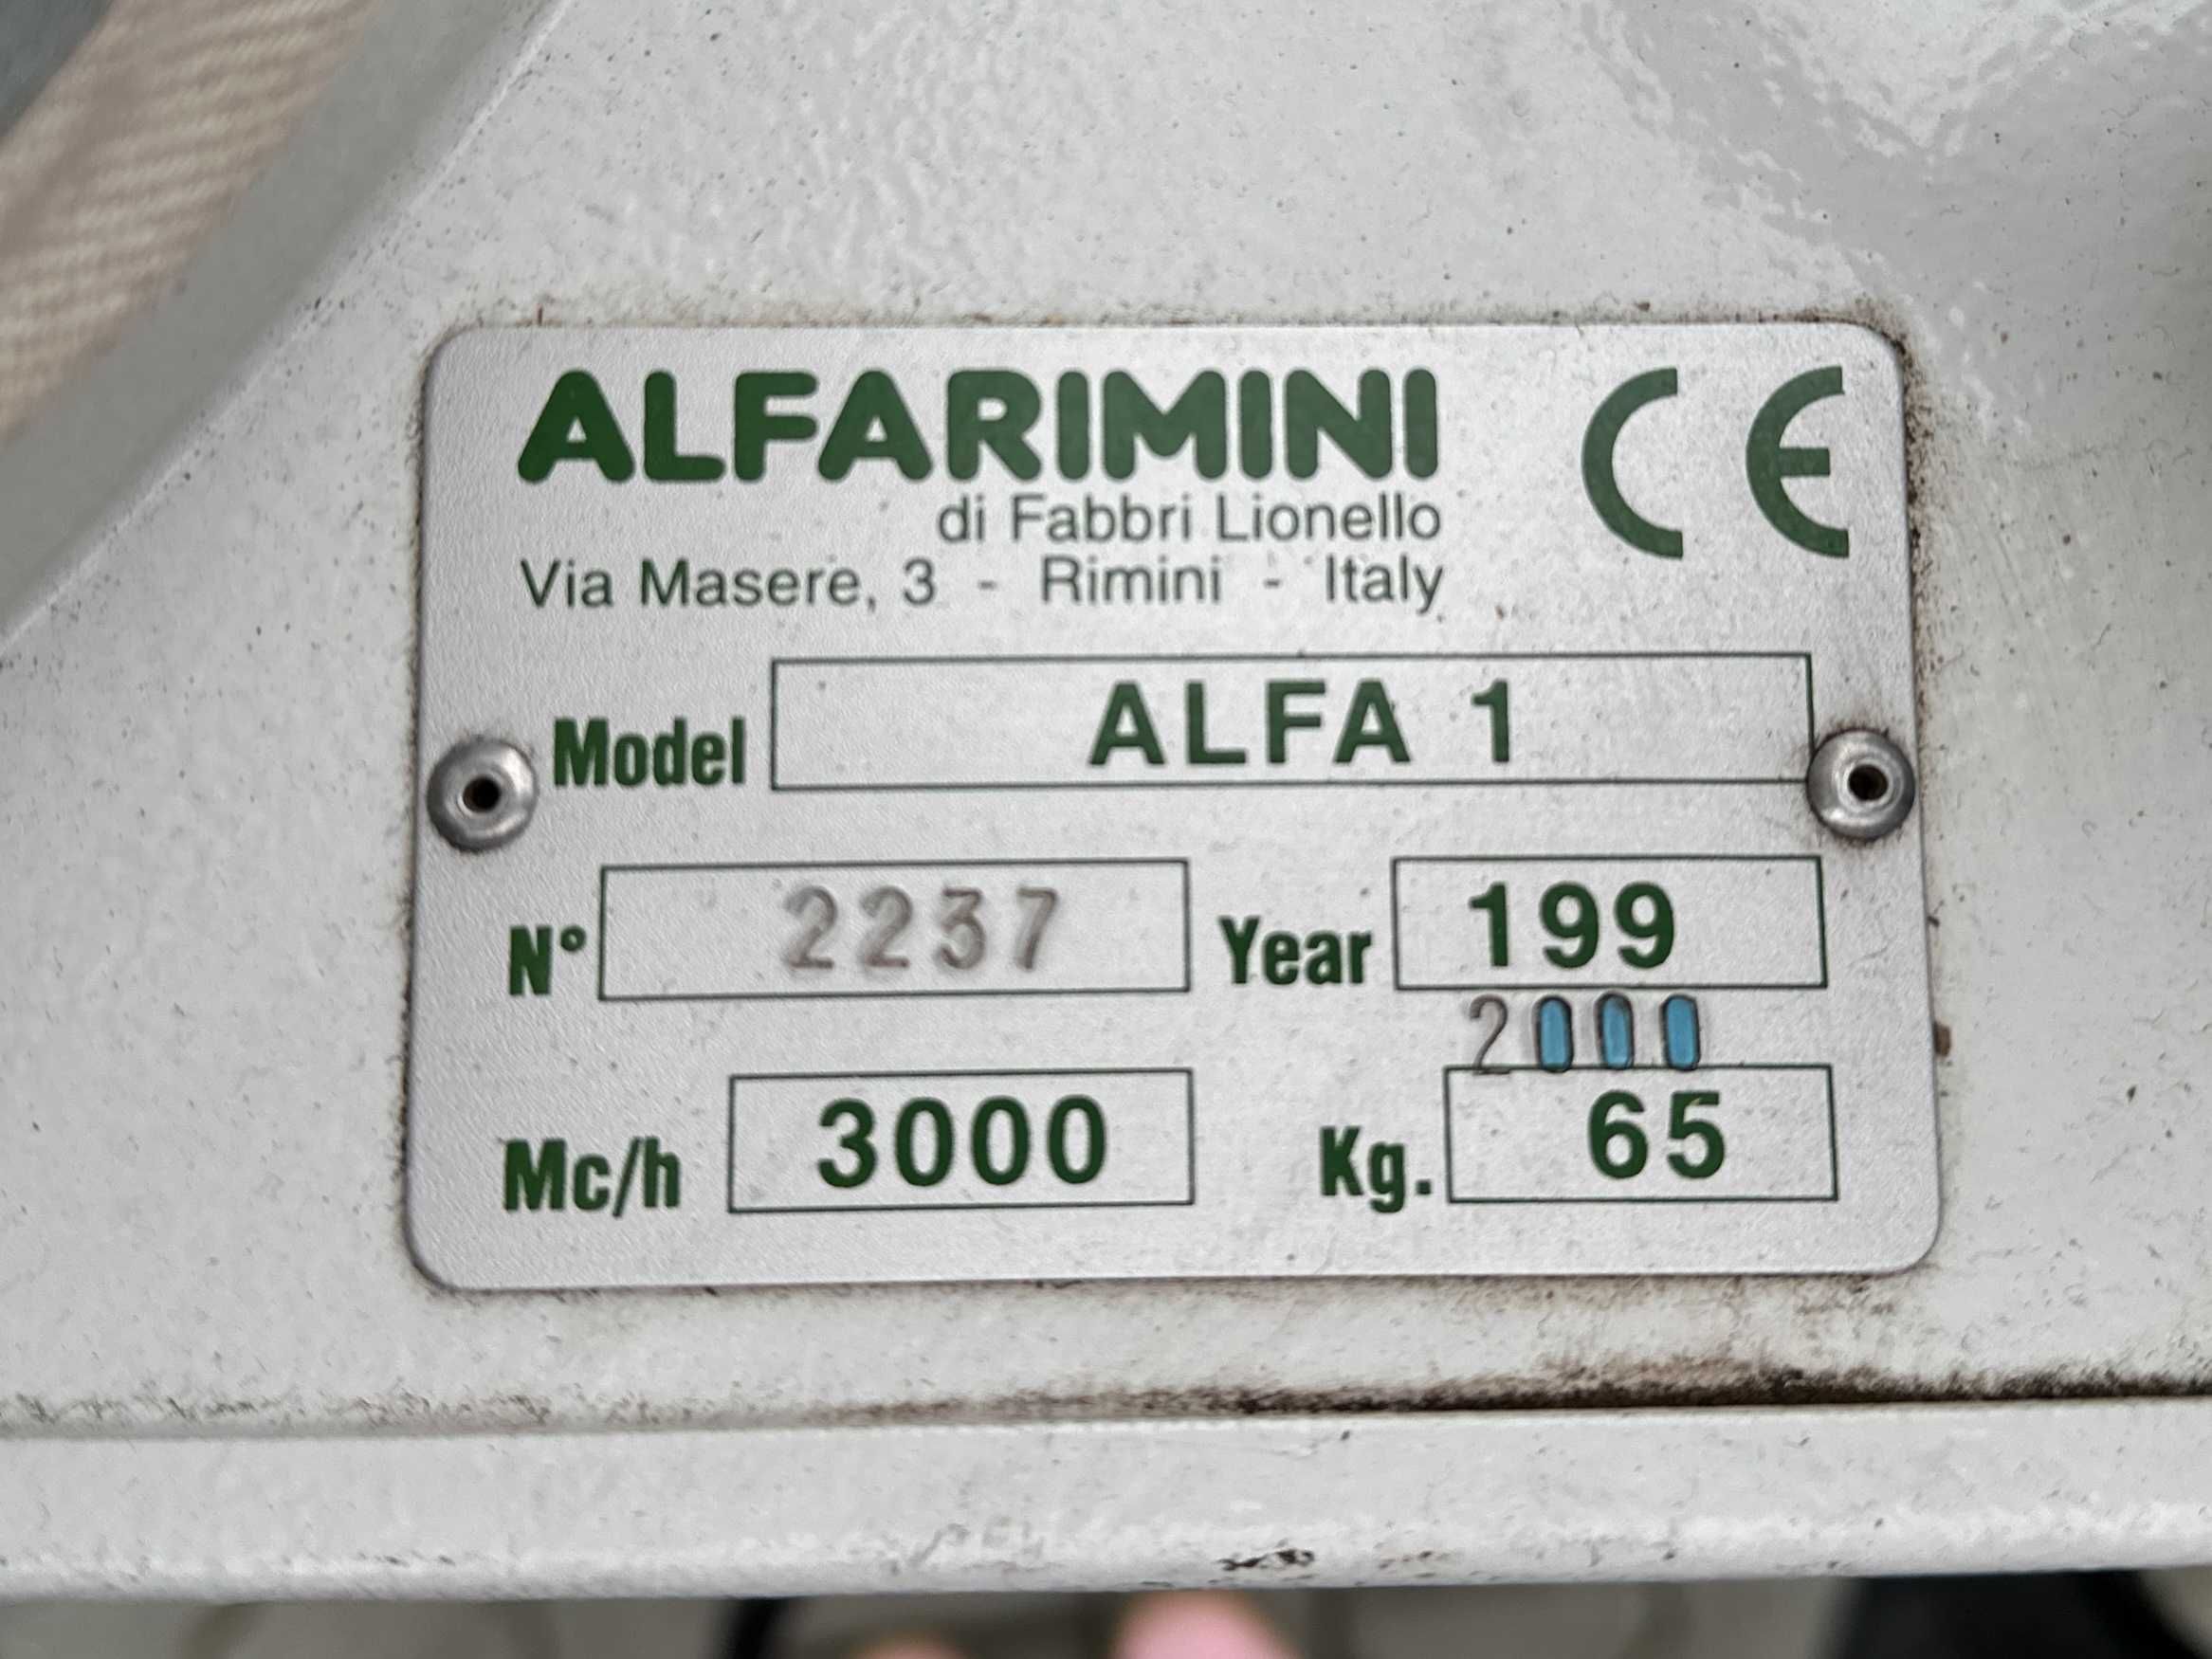 ALFARIMINI CE
di Fabbri Lionello
Via Masere, 3 - Rimini - Italy
Model ALFA 1
N° 2237 Year 199
2000
Mc/h 3000 Kg. 65